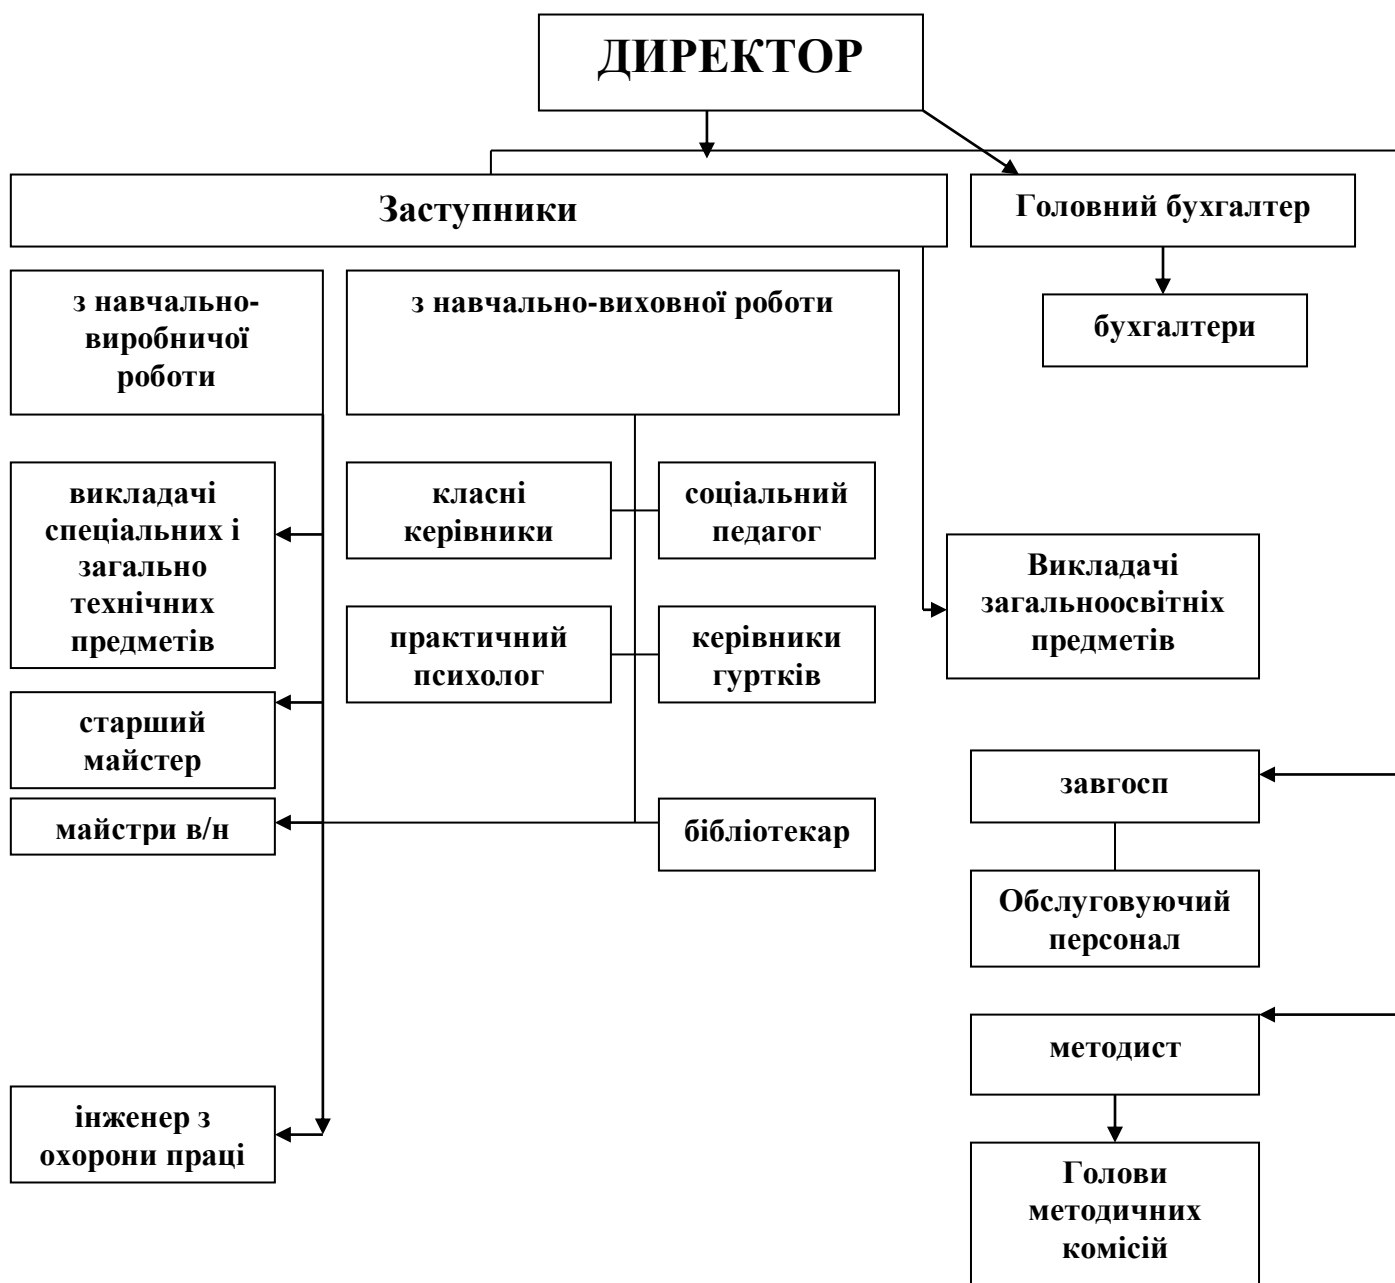 ДИРЕКТОР
Заступники
Головний бухгалтер
з навчально-
виробничої
роботи
з навчально-виховної роботи
бухгалтери
викладачі
спеціальних і
загально
технічних
предметів
класні
керівники
соціальний
педагог
Викладачі
загальноосвітніх
предметів
практичний
психолог
керівники
гуртків
старший
майстер
завгосп
майстри в/н
бібліотекар
Обслуговуючий
персонал
методист
інженер з
охорони праці
Голови
методичних
комісій